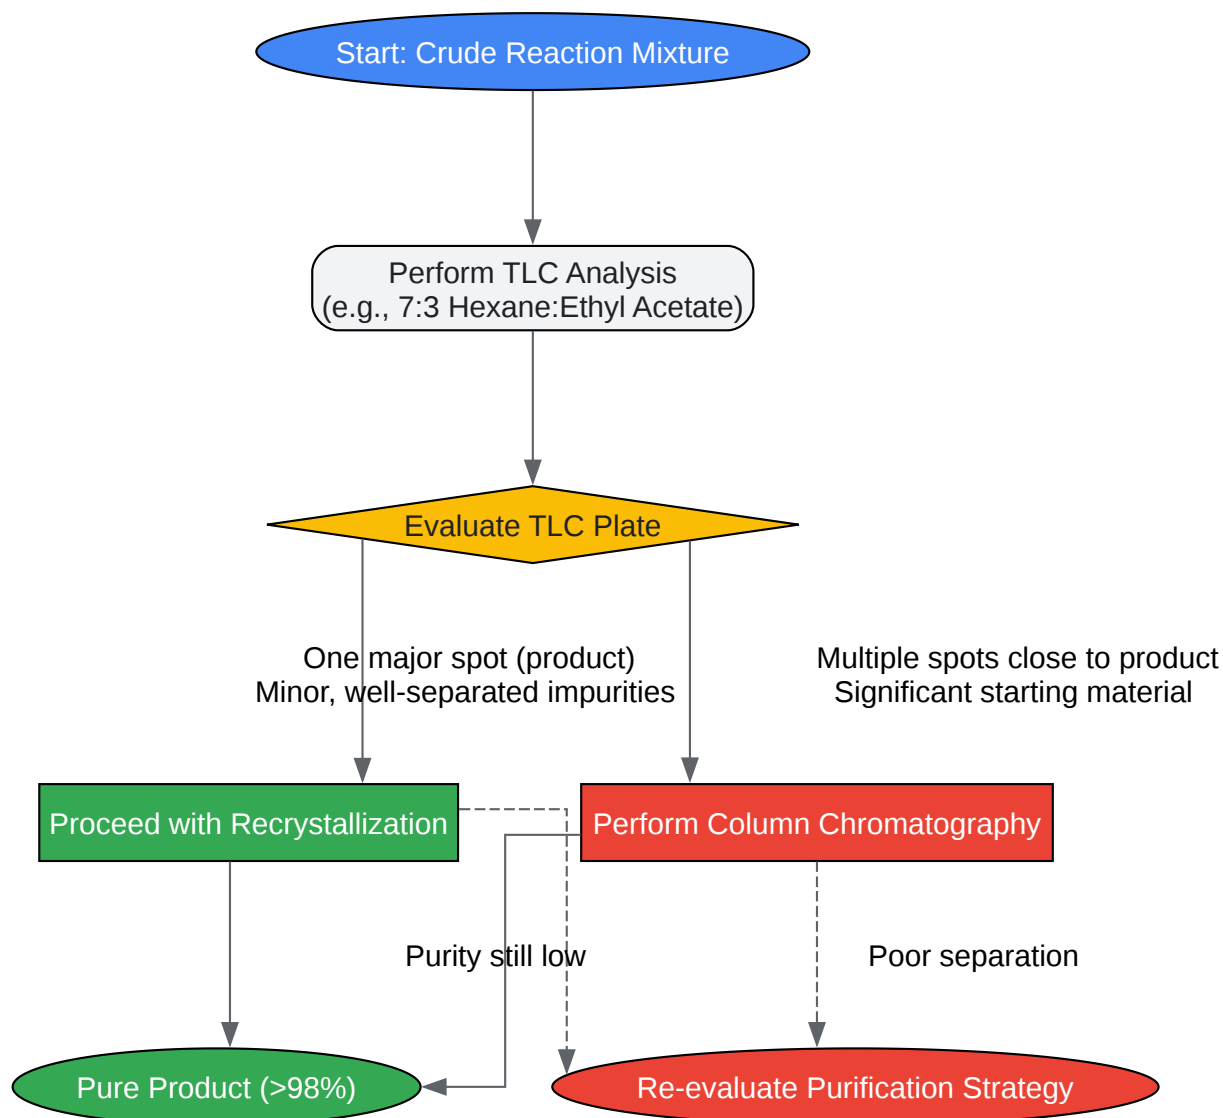 Start: Crude Reaction Mixture
Perform TLC Analysis
(e.g., 7:3 Hexane:Ethyl Acetate)
Evaluate TLC Plate
One major spot (product)
Minor, well-separated impurities
Multiple spots close to product
Significant starting material
Proceed with Recrystallization
Perform Column Chromatography
Purity still low
Poor separation
Pure Product (>98%)
Re-evaluate Purification Strategy